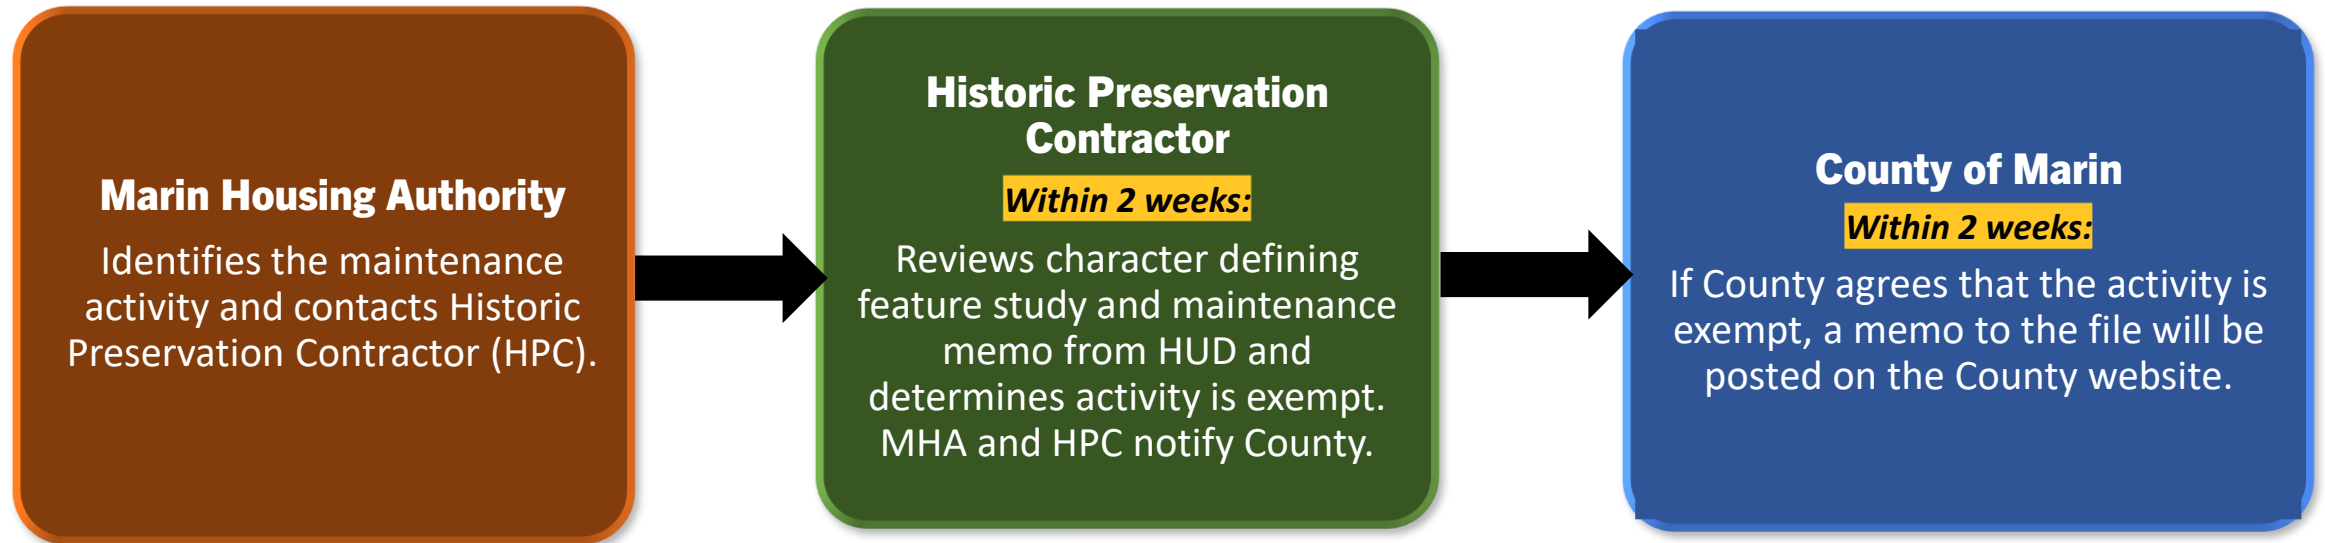 Marin Housing Authority
Identifies the maintenance
activity and contacts Historic
Preservation Contractor (HPC).
Historic Preservation
Contractor
Within 2 weeks:
Reviews character defining
feature study and maintenance
memo from HUD and
determines activity is exempt.
MHA and HPC notify County.
County of Marin
Within 2 weeks:
If County agrees that the activity is
exempt, a memo to the file will be
posted on the County website.